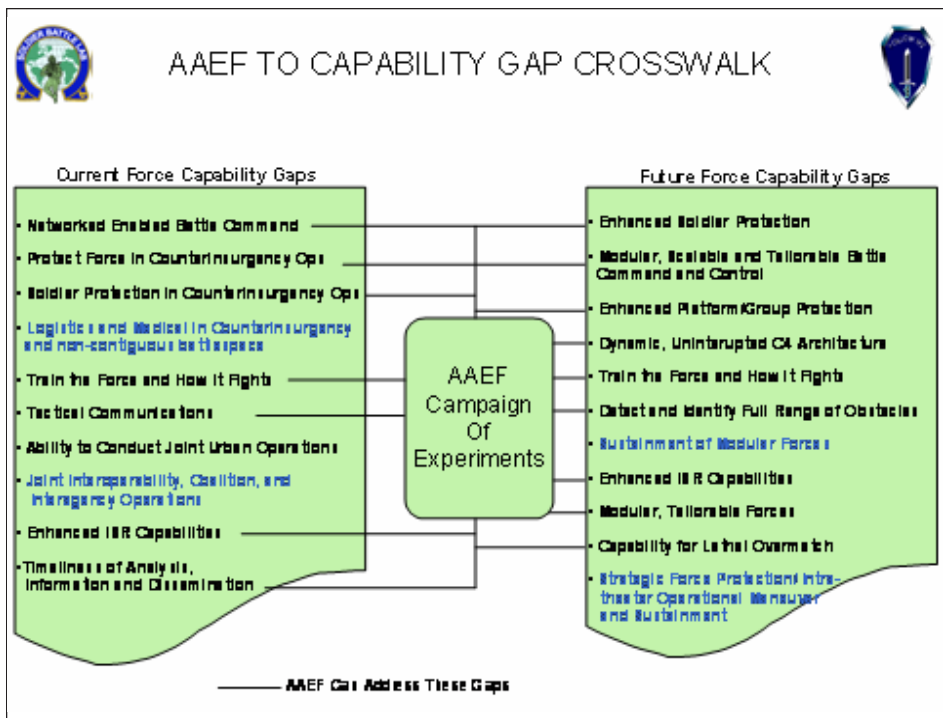 SOLDIER BATTLE LAB
FOLLOW ME
AAEF TO CAPABILITY GAP CROSSWALK
Current Force Capability Gaps
• Networked Enabled Battle Command
• Protect Force in Counterinsurgency Ops
• Soldier Protection in Counterinsurgency Ops
• Logistics and Medical in Counterinsurgency
and non-contiguous battlespace
• Train the Force and How it Fights
• Tactical Communications
• Ability to Conduct Joint Urban Operations
• Joint Interoperability, Coalition, and
Interagency Operations
• Enhanced ISR Capabilities
• Timeliness of Analysis,
Information and Dissemination
AAEF
Campaign
Of
Experiments
Future Force Capability Gaps
• Enhanced Soldier Protection
• Modular, Scalable and Tailorable Battle
Command and Control
• Enhanced Platform/Group Protection
• Dynamic, Uninterupted C4 Architecture
• Train the Force and How it Fights
• Detect and Identify Full Range of Obstacles
• Sustainment of Modular Forces
• Enhanced ISR Capabilities
• Modular, Tailorable Forces
• Capability for Lethal Overmatch
• Strategic Force Protection/Intra-
theater Operational Maneuver
and Sustainment
AAEF Can Address These Gaps